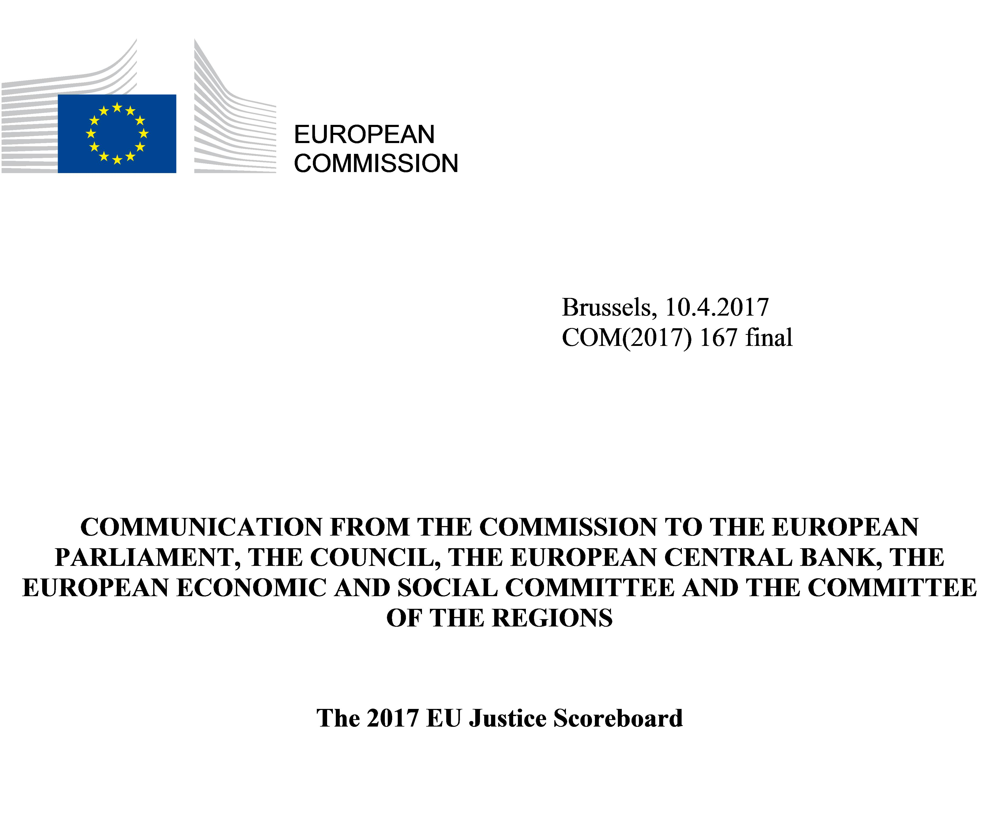 EUROPEAN
COMMISSION
Brussels, 10.4.2017
COM(2017) 167 final
COMMUNICATION FROM THE COMMISSION TO THE EUROPEAN
PARLIAMENT, THE COUNCIL, THE EUROPEAN CENTRAL BANK, THE
EUROPEAN ECONOMIC AND SOCIAL COMMITTEE AND THE COMMITTEE
OF THE REGIONS
The 2017 EU Justice Scoreboard